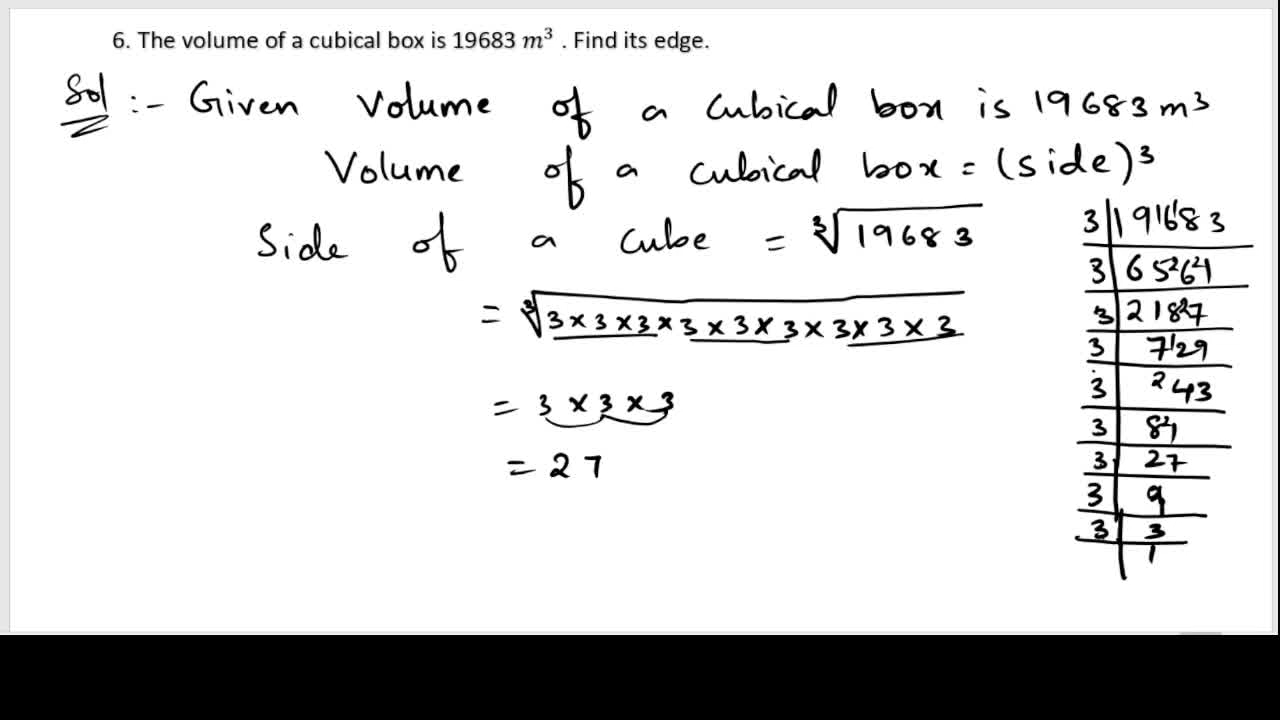 6. The volume of a cubical box is 19683 m³ . Find its edge.
Sol :- Given Volume of a cubical box is 19683 m³
Volume of a cubical box = (side)³
Side of a cube = ∛19683
= ∛3×3×3×3×3×3×3×3×3
= 3×3×3
= 27
3 | 19683
3 | 6561
3 | 2187
3 | 729
3 | 243
3 | 81
3 | 27
3 | 9
3 | 3
1